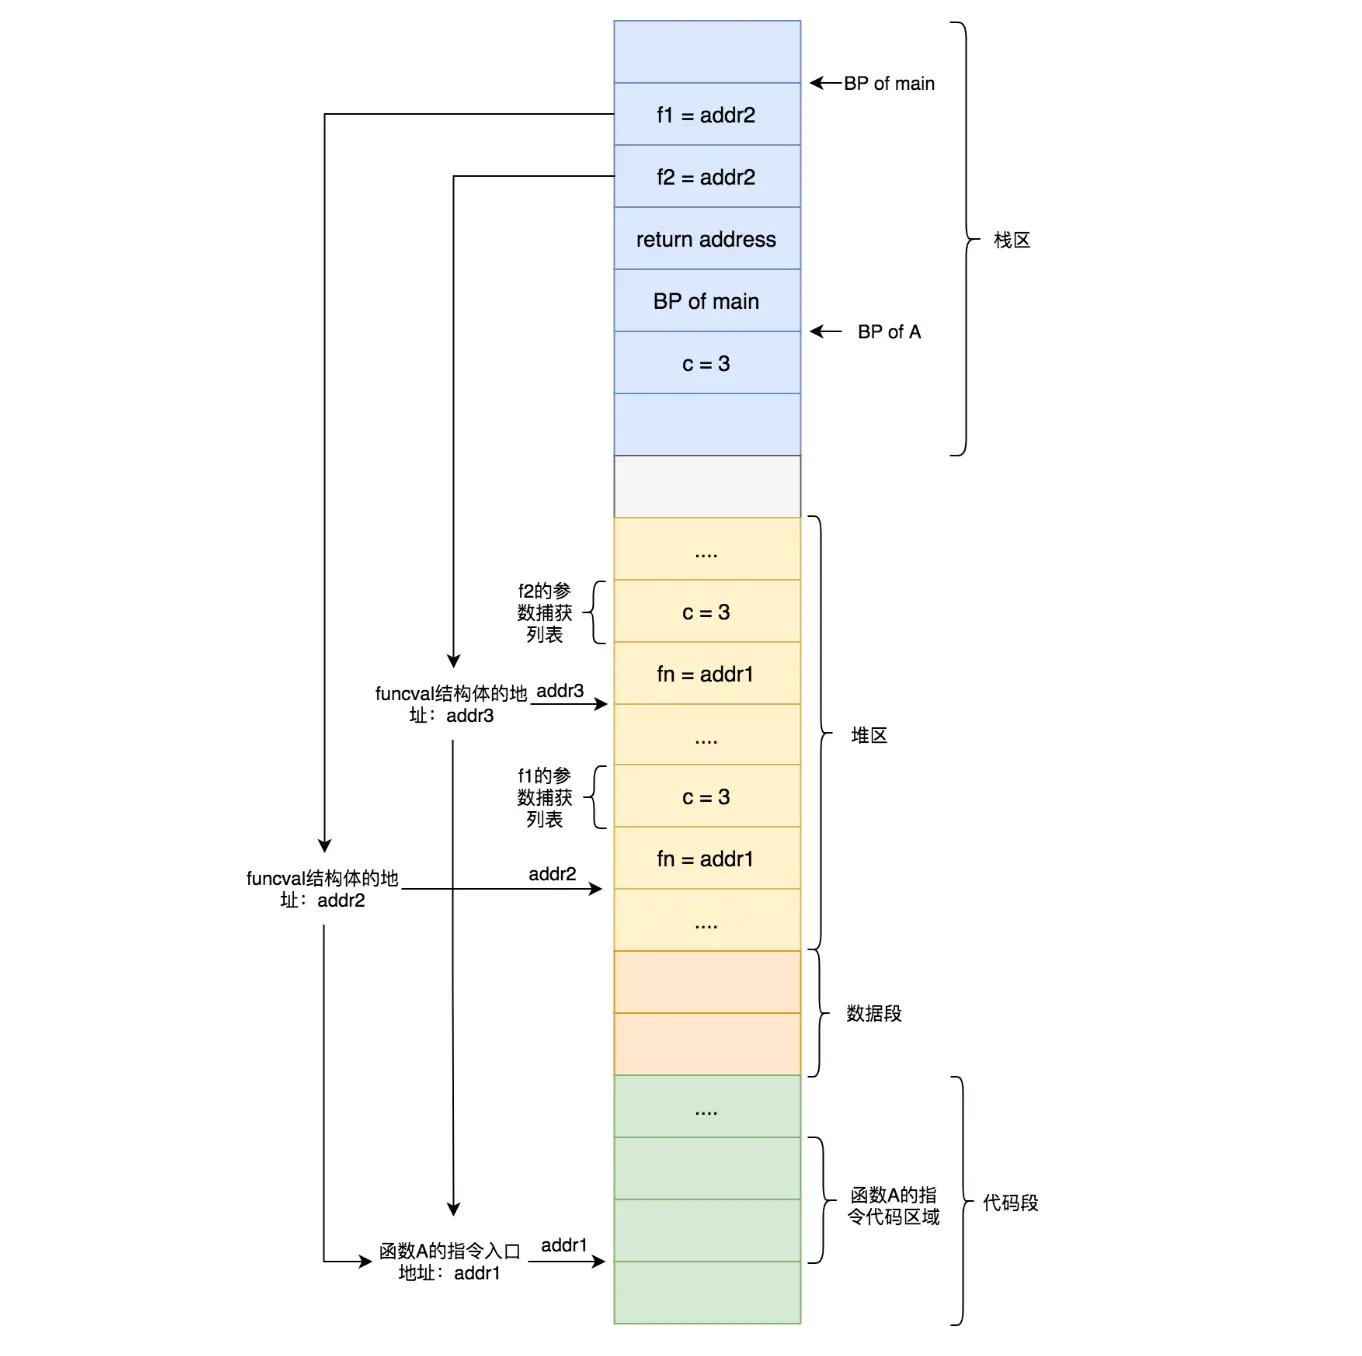 BP of main
f1 = addr2
f2 = addr2
return address
栈区
BP of main
BP of A
c = 3
....
f2的参
数捕获
列表
c = 3
fn = addr1
funcval结构体的地
址：addr3
addr3
....
堆区
f1的参
数捕获
列表
c = 3
fn = addr1
funcval结构体的地
址：addr2
addr2
....
数据段
....
函数A的指
令代码区域
代码段
函数A的指令入口
地址：addr1
addr1